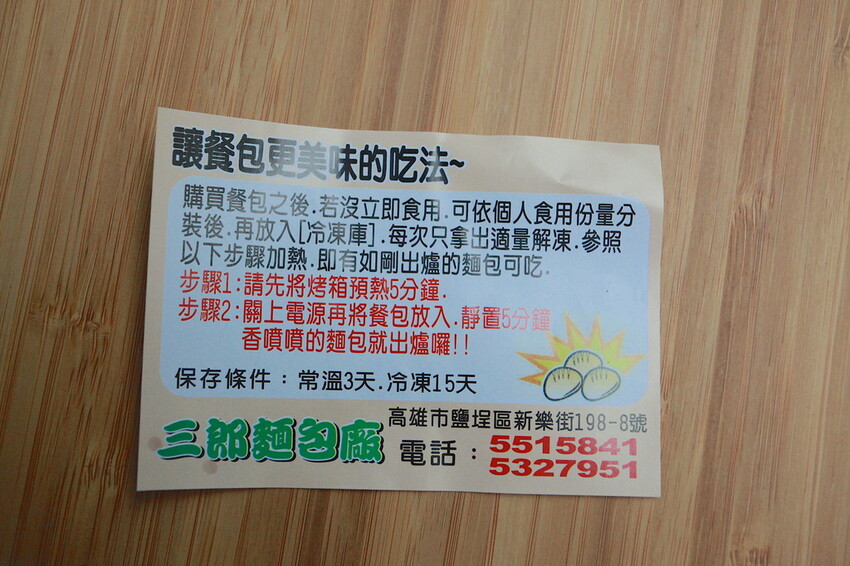 讓餐包更美味的吃法~
購買餐包之後.若沒立即食用.可依個人食用份量分
裝後.再放入[冷凍庫].每次只拿出適量解凍.參照
以下步驟加熱.即有如剛出爐的麵包可吃.
步驟1:請先將烤箱預熱5分鐘.
步驟2:關上電源再將餐包放入.靜置5分鐘
香噴噴的麵包就出爐囉!!
保存條件：常溫3天.冷凍15天
三郎麵包廠
高雄市鹽埕區新樂街198-8號
電話：5515841
5327951